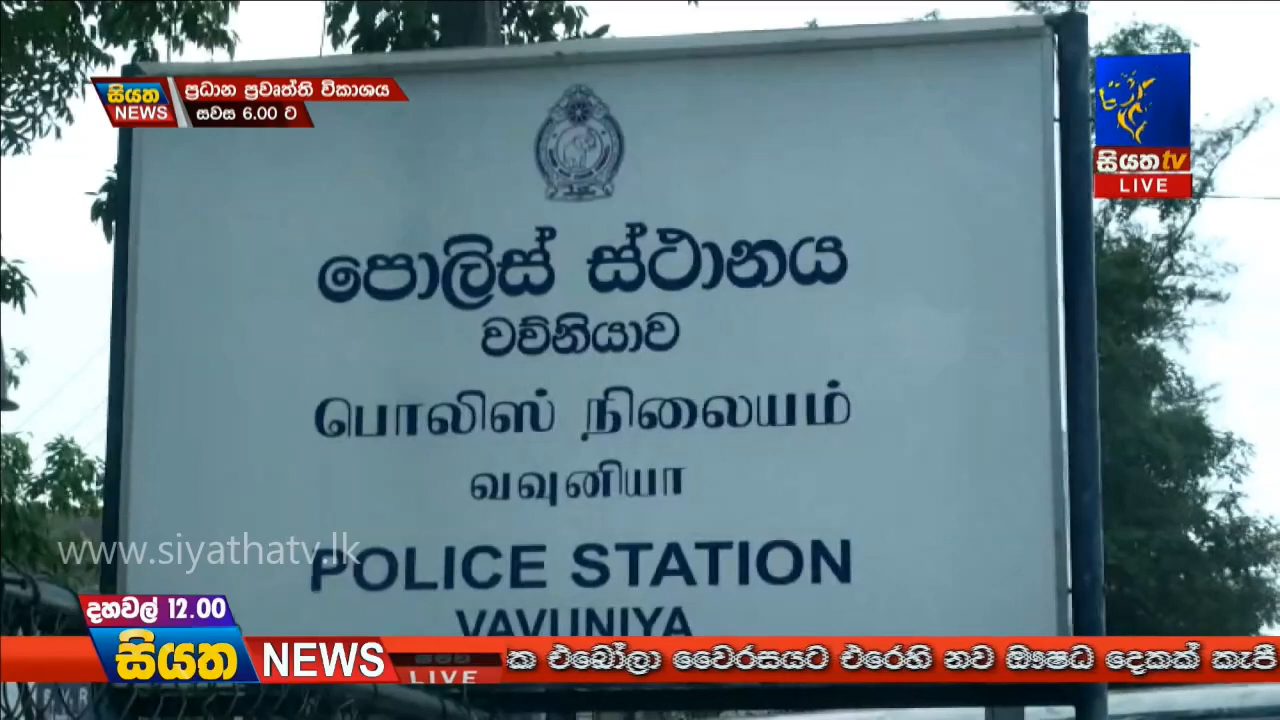 සියත
NEWS
ප්‍රධාන ප්‍රවෘත්ති විකාශය
සවස 6.00 ට
සියත tv
LIVE
පොලිස් ස්ථානය
වව්නියාව
பொலிஸ் நிலையம்
வவுனியா
POLICE STATION
VAVUNIYA
www.siyathatv.lk
දහවල් 12.00
සියත NEWS
LIVE
ක එබෝලා වෛරසයට එරෙහි නව ඖෂධ දෙකක් කැපී